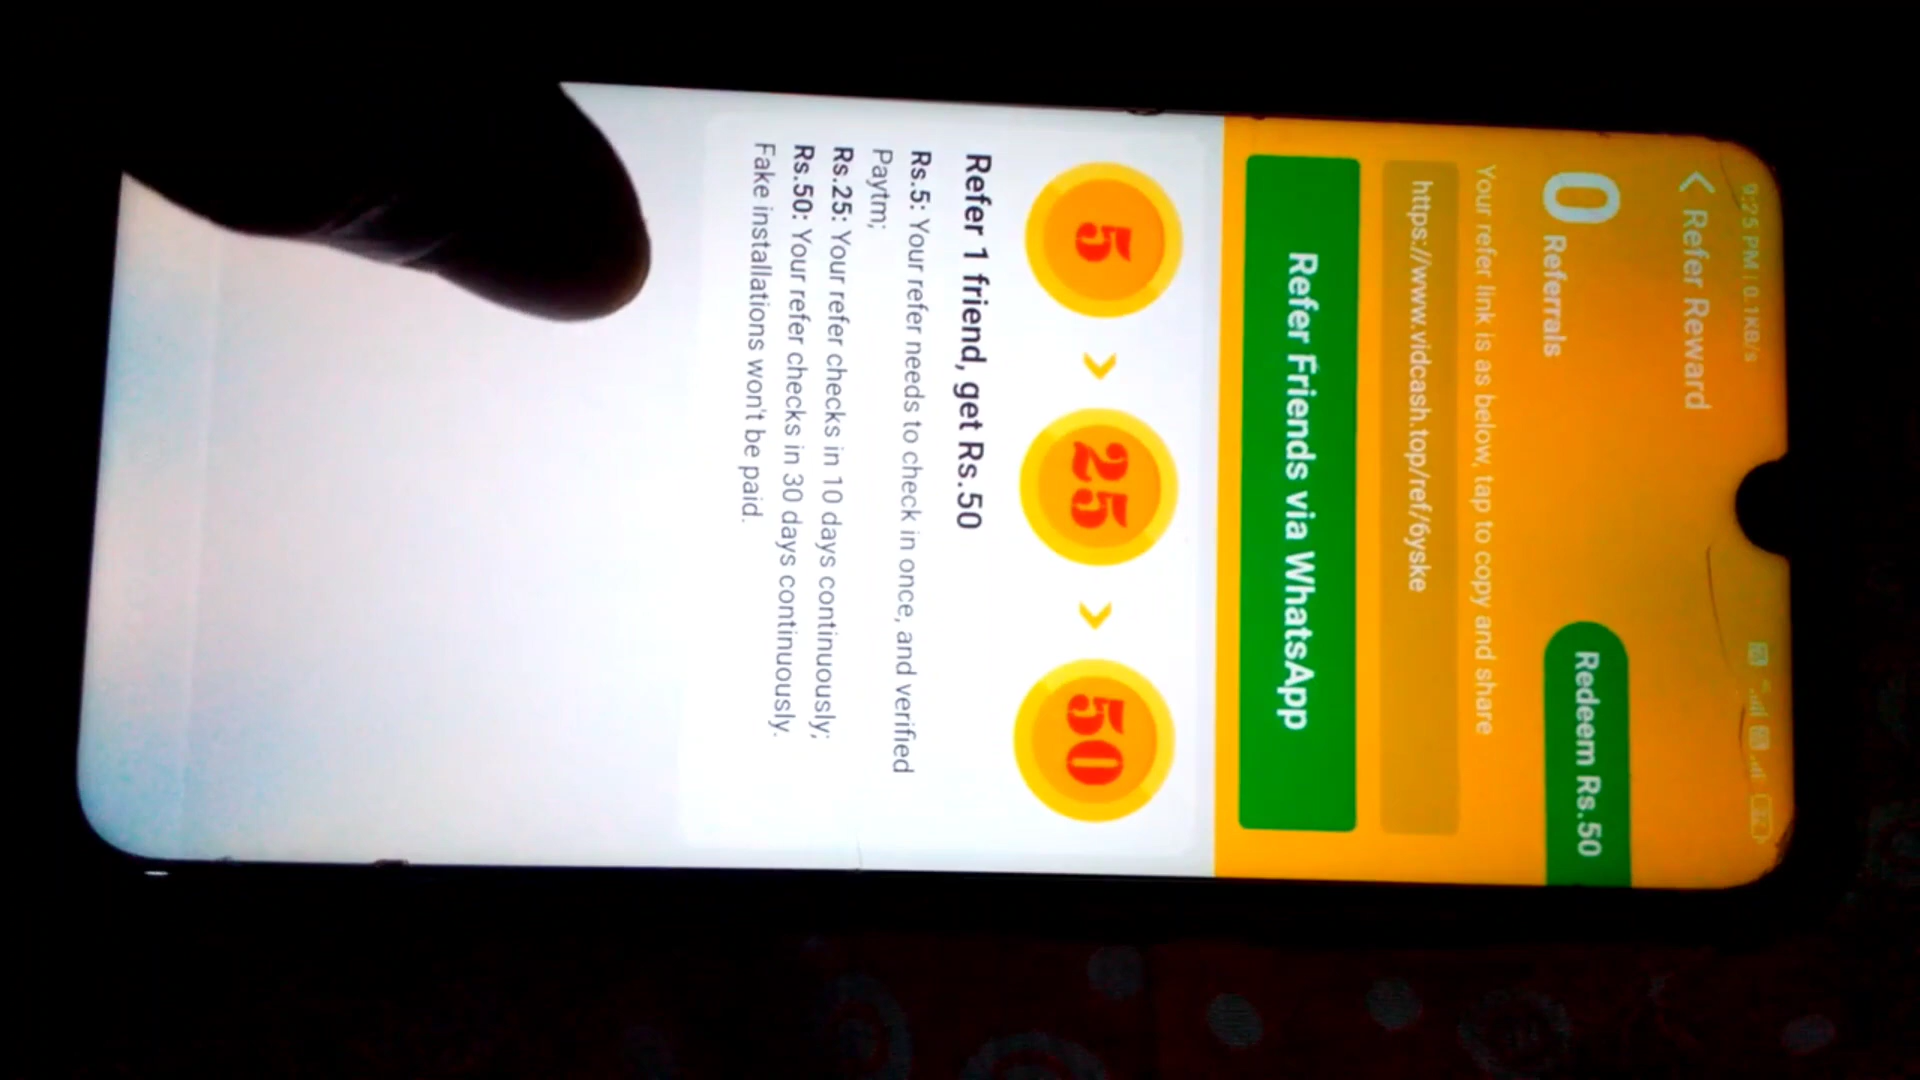 9:25 PM | 0.1KB/s
Refer Reward
0 Referrals
Redeem Rs.50
Your refer link is as below, tap to copy and share
https://www.vidcash.top/ref/6yske
Refer Friends via WhatsApp
5
25
50
Refer 1 friend, get Rs.50
Rs.5: Your refer needs to check in once, and verified
Paytm;
Rs.25: Your refer checks in 10 days continuously;
Rs.50: Your refer checks in 30 days continuously.
Fake installations won't be paid.